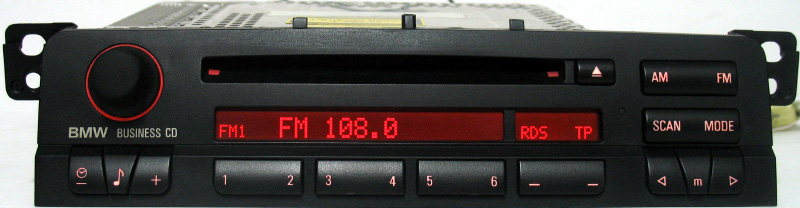 AM FM
FM1 FM 108.0 RDS TP
SCAN MODE
BMW BUSINESS CD
1 2 3 4 5 6
m